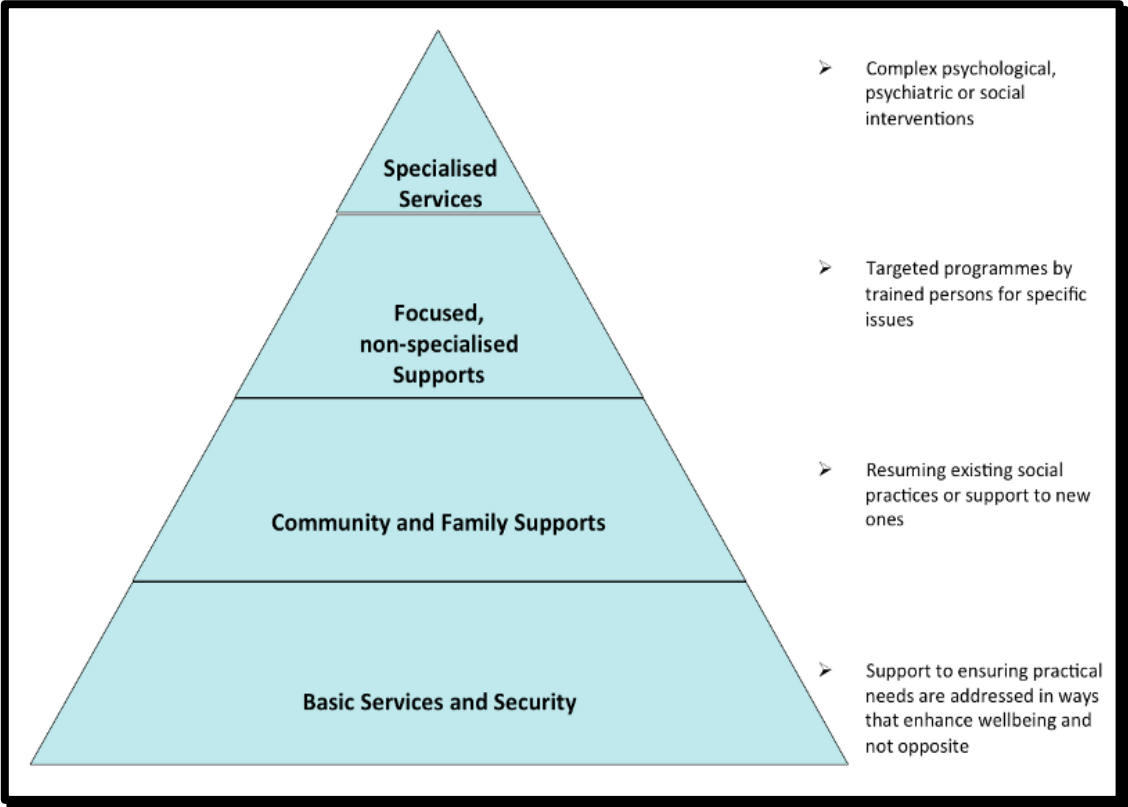 Specialised
Services
➢ Complex psychological,
psychiatric or social
interventions
Focused,
non-specialised
Supports
➢ Targeted programmes by
trained persons for specific
issues
Community and Family Supports
➢ Resuming existing social
practices or support to new
ones
Basic Services and Security
➢ Support to ensuring practical
needs are addressed in ways
that enhance wellbeing and
not opposite